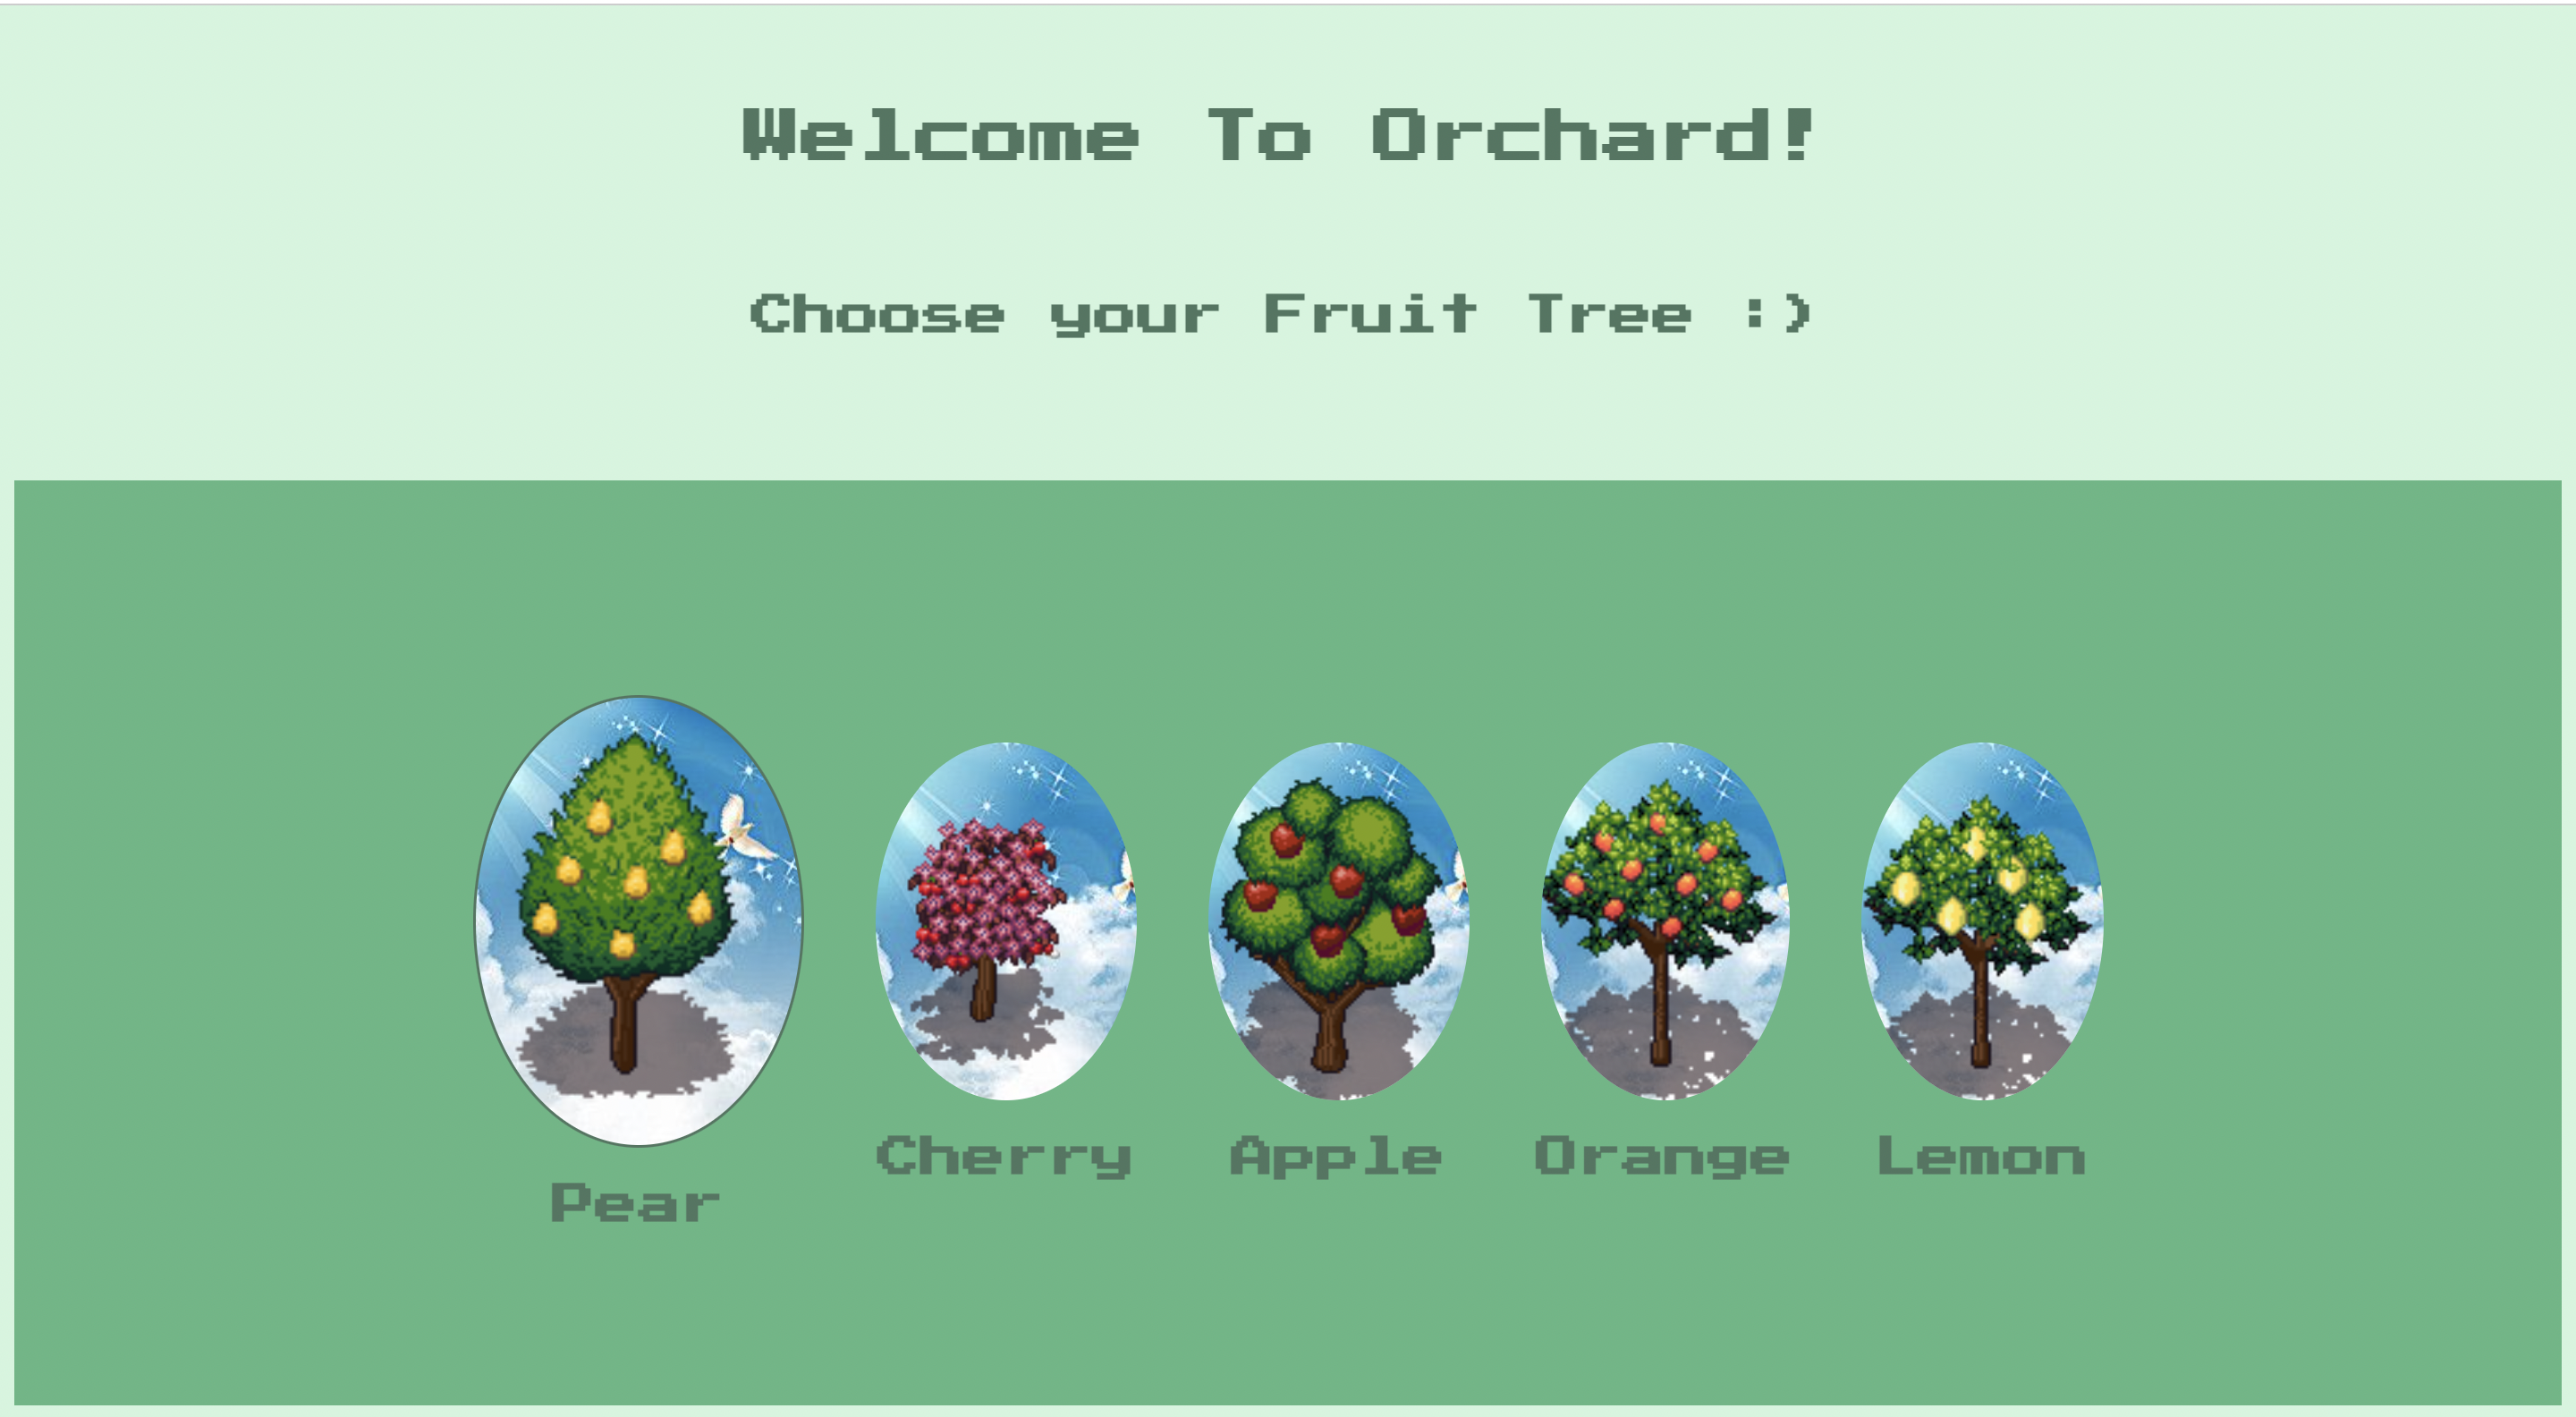 Welcome To Orchard!
Choose your Fruit Tree :)
Pear
Cherry
Apple
Orange
Lemon